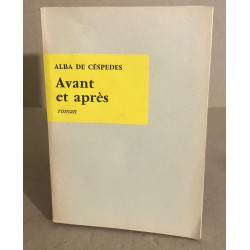 ALBA DE CÉSPEDES
Avant
et après
roman